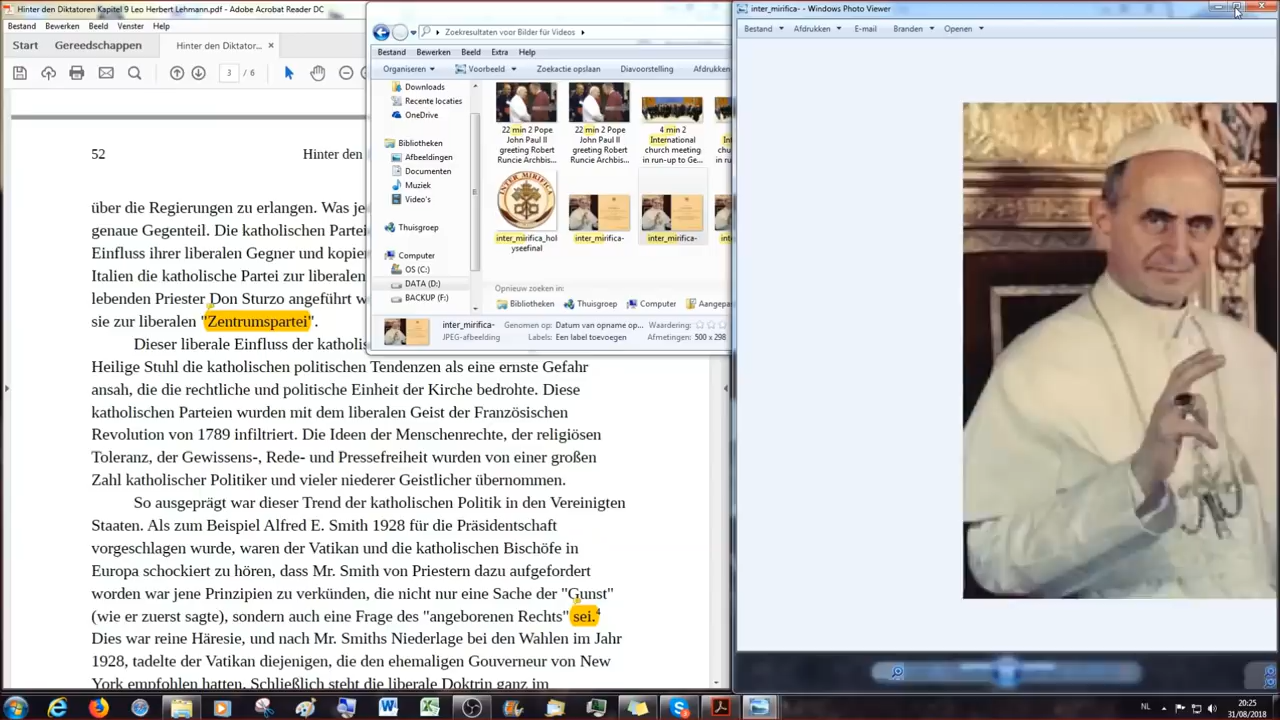 Hinter den Diktatoren Kapitel 9 Leo Herbert Lehmann.pdf - Adobe Acrobat Reader DC
Bestand Bewerken Beeld Venster Help
Start Gereedschappen Hinter den Diktator... ×
3 / 6
52 Hinter den
über die Regierungen zu erlangen. Was je
genaue Gegenteil. Die katholischen Partei
Einfluss ihrer liberalen Gegner und kopier
Italien die katholische Partei zur liberalen
lebenden Priester Don Sturzo angeführt w
sie zur liberalen "Zentrumspartei".
Dieser liberale Einfluss der katholis
Heilige Stuhl die katholischen politischen Tendenzen als eine ernste Gefahr
ansah, die die rechtliche und politische Einheit der Kirche bedrohte. Diese
katholischen Parteien wurden mit dem liberalen Geist der Französischen
Revolution von 1789 infiltriert. Die Ideen der Menschenrechte, der religiösen
Toleranz, der Gewissens-, Rede- und Pressefreiheit wurden von einer großen
Zahl katholischer Politiker und vieler niederer Geistlicher übernommen.
So ausgeprägt war dieser Trend der katholischen Politik in den Vereinigten
Staaten. Als zum Beispiel Alfred E. Smith 1928 für die Präsidentschaft
vorgeschlagen wurde, waren der Vatikan und die katholischen Bischöfe in
Europa schockiert zu hören, dass Mr. Smith von Priestern dazu aufgefordert
worden war jene Prinzipien zu verkünden, die nicht nur eine Sache der "Gunst"
(wie er zuerst sagte), sondern auch eine Frage des "angeborenen Rechts" sei.4
Dies war reine Häresie, und nach Mr. Smiths Niederlage bei den Wahlen im Jahr
1928, tadelte der Vatikan diejenigen, die den ehemaligen Gouverneur von New
York empfohlen hatten. Schließlich steht die liberale Doktrin ganz im
Zoekresultaten voor Bilder für Videos
Bestand Bewerken Beeld Extra Help
Organiseren Voorbeeld Zoekactie opslaan Diavoorstelling Afdrukken
Downloads
Recente locaties
OneDrive
Bibliotheken
Afbeeldingen
Documenten
Muziek
Video's
Thuisgroep
Computer
OS (C:)
DATA (D:)
BACKUP (F:)
22 min 2 Pope John Paul II greeting Robert Runcie Archbis...
22 min 2 Pope John Paul II greeting Robert Runcie Archbis...
4 min 2 International church meeting in run-up to Ge...
INTER MIRIFICA
inter_mirifica_holyseefinal
inter_mirifica-
inter_mirifica-
Opnieuw zoeken in:
Bibliotheken Thuisgroep Computer Aangepas
inter_mirifica- Genomen op: Datum van opname op... Waardering:
JPEG-afbeelding Labels: Een label toevoegen Afmetingen: 500 x 298
inter_mirifica- - Windows Photo Viewer
Bestand Afdrukken E-mail Branden Openen
NL
20:25
31/08/2018